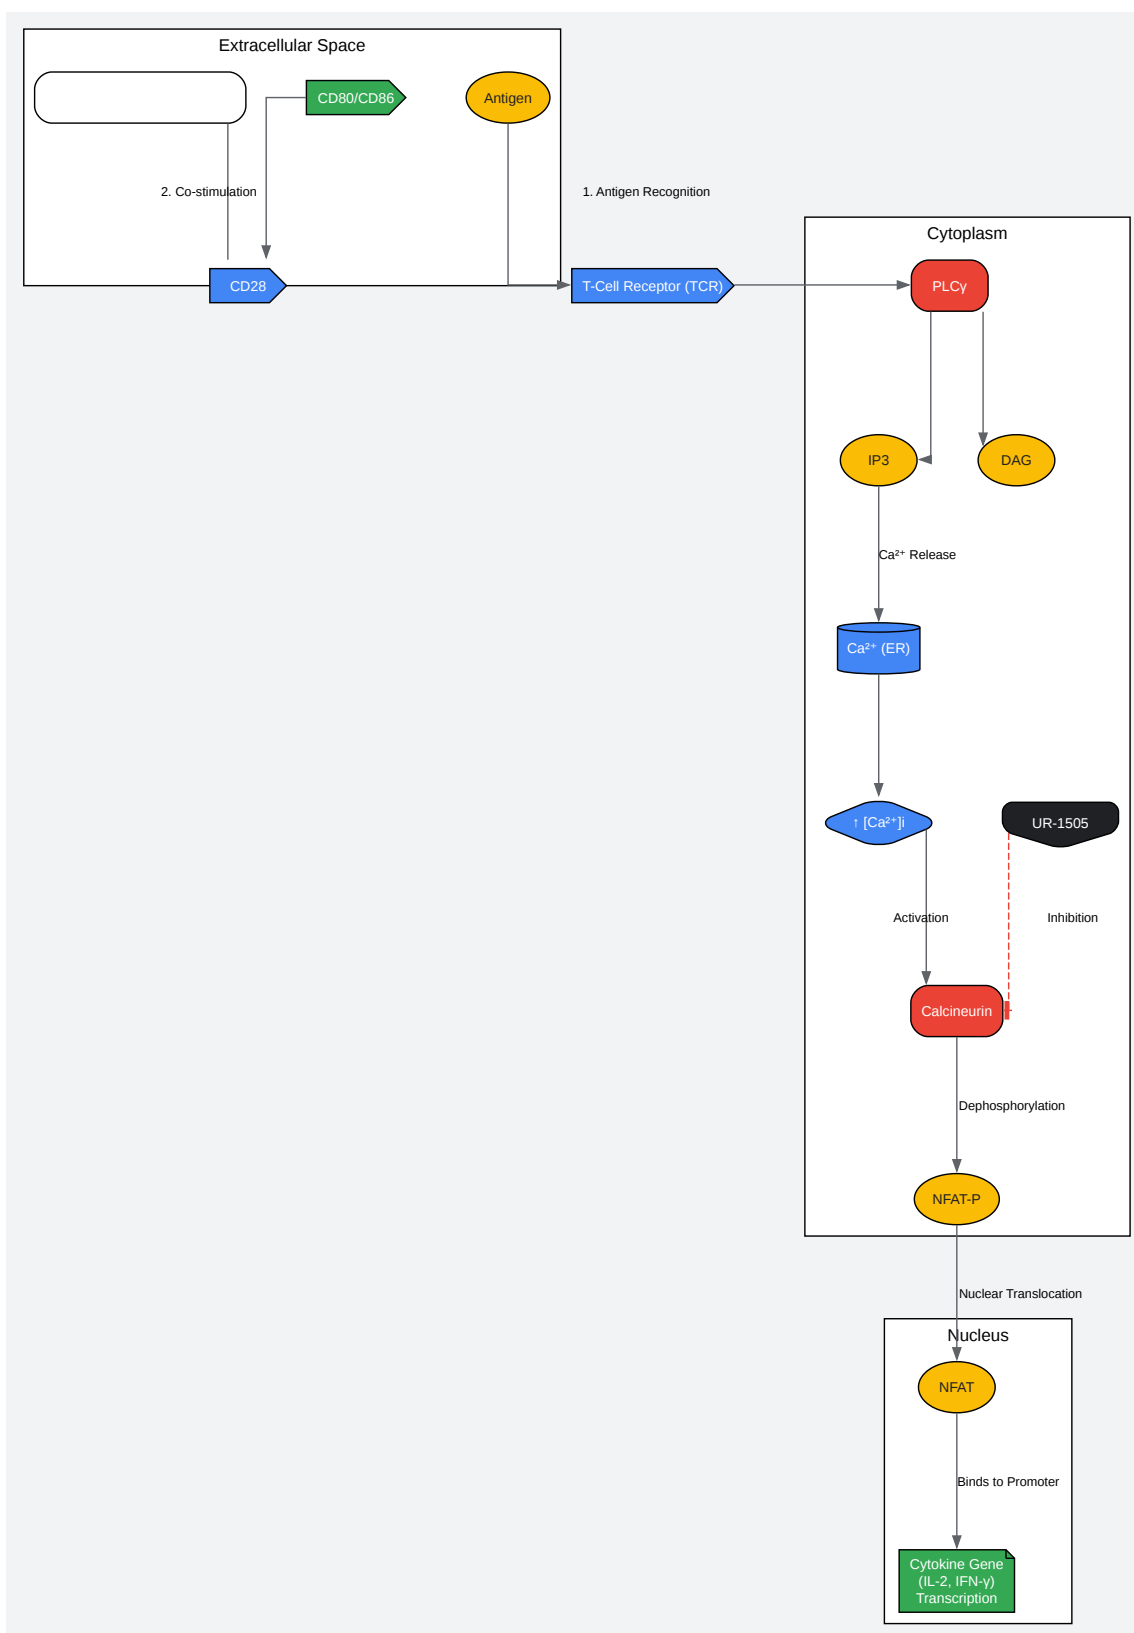 Extracellular Space
CD80/CD86
Antigen
2. Co-stimulation
1. Antigen Recognition
Cytoplasm
CD28
T-Cell Receptor (TCR)
PLCγ
IP3
DAG
Ca²⁺ Release
Ca²⁺ (ER)
↑ [Ca²⁺]i
UR-1505
Activation
Inhibition
Calcineurin
Dephosphorylation
NFAT-P
Nuclear Translocation
Nucleus
NFAT
Binds to Promoter
Cytokine Gene
(IL-2, IFN-γ)
Transcription